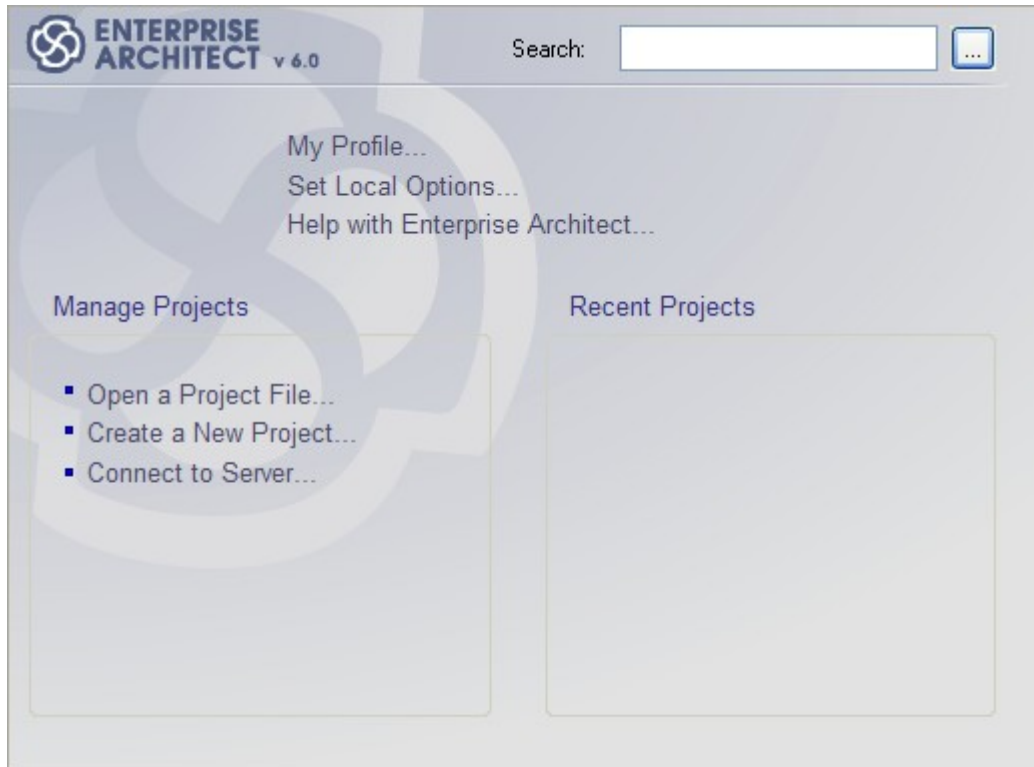 ENTERPRISE
ARCHITECT v 6.0
Search:
...
My Profile...
Set Local Options...
Help with Enterprise Architect...
Manage Projects
Recent Projects
Open a Project File...
Create a New Project...
Connect to Server...